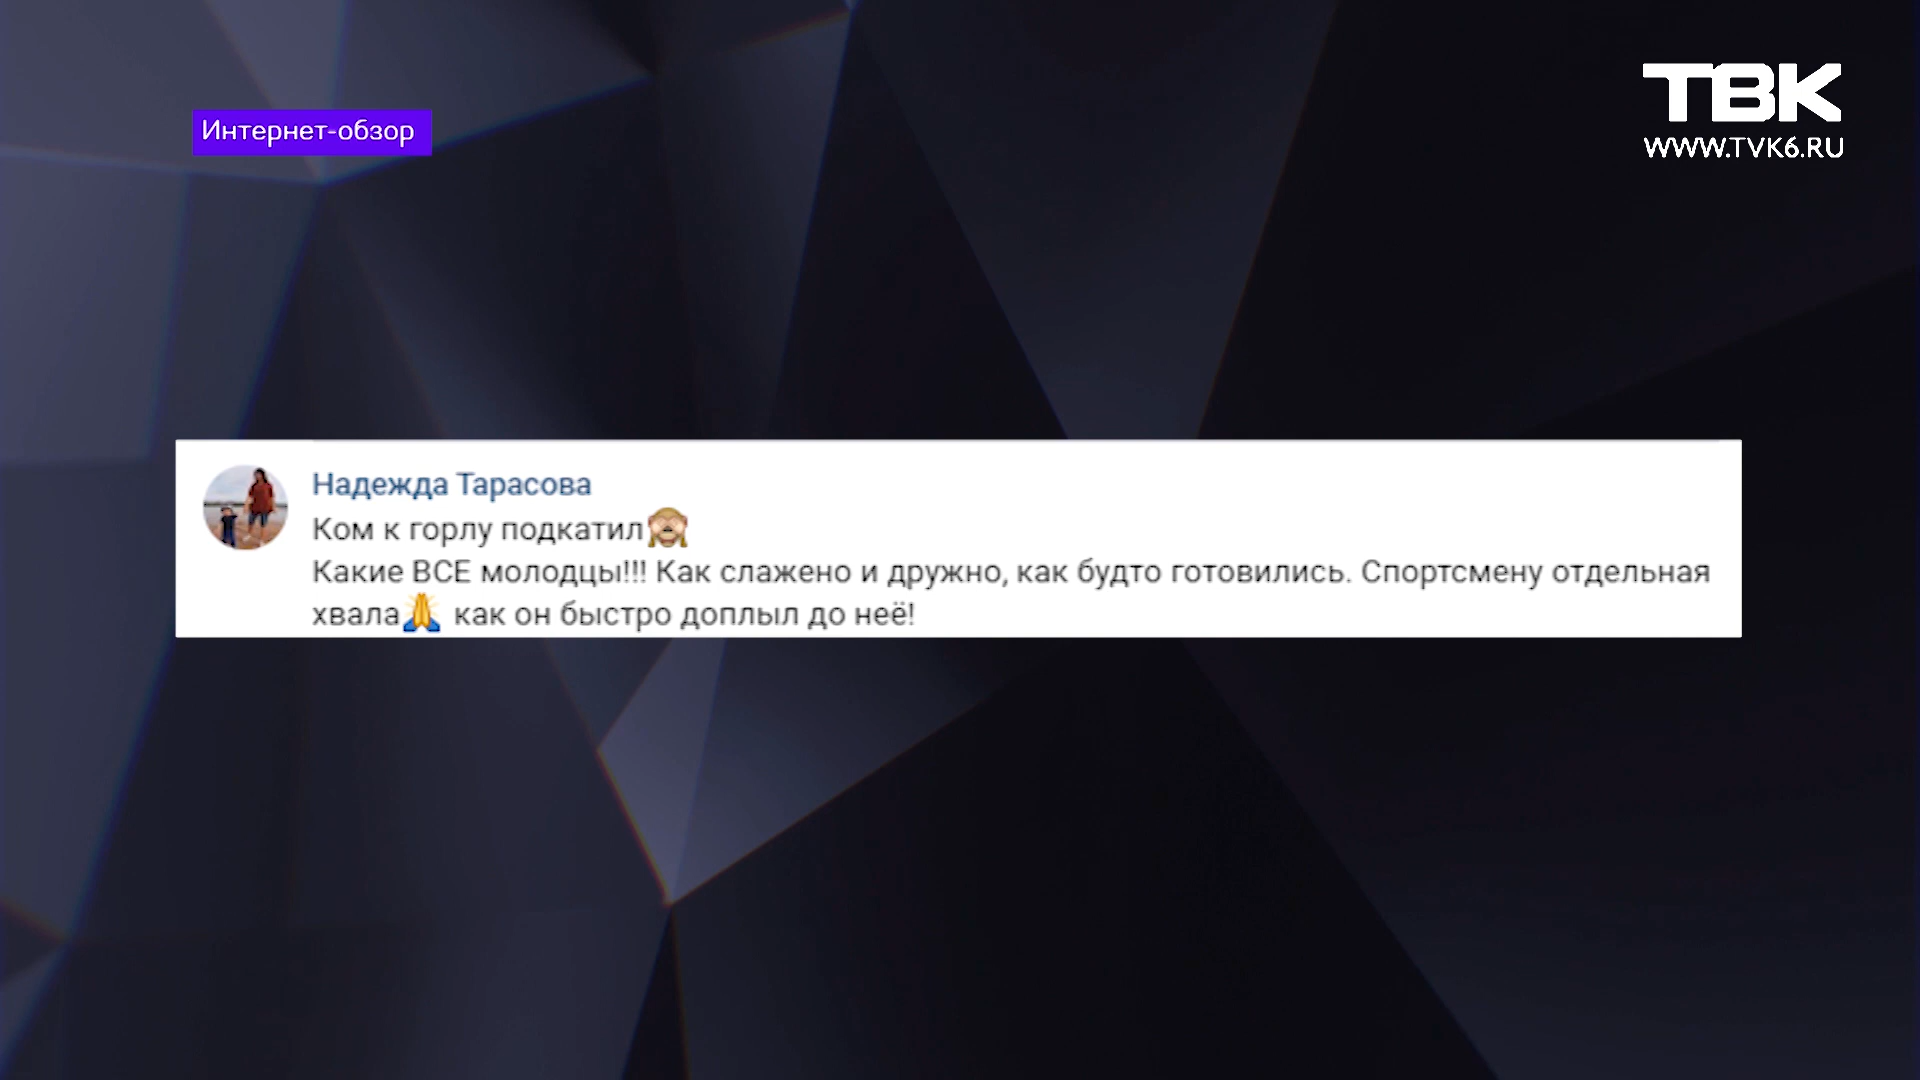 ТВК
Интернет-обзор
WWW.TVK6.RU
Надежда Тарасова
Ком к горлу подкатил🙈
Какие ВСЕ молодцы!!! Как слажено и дружно, как будто готовились. Спортсмену отдельная
хвала🙏 как он быстро доплыл до неё!